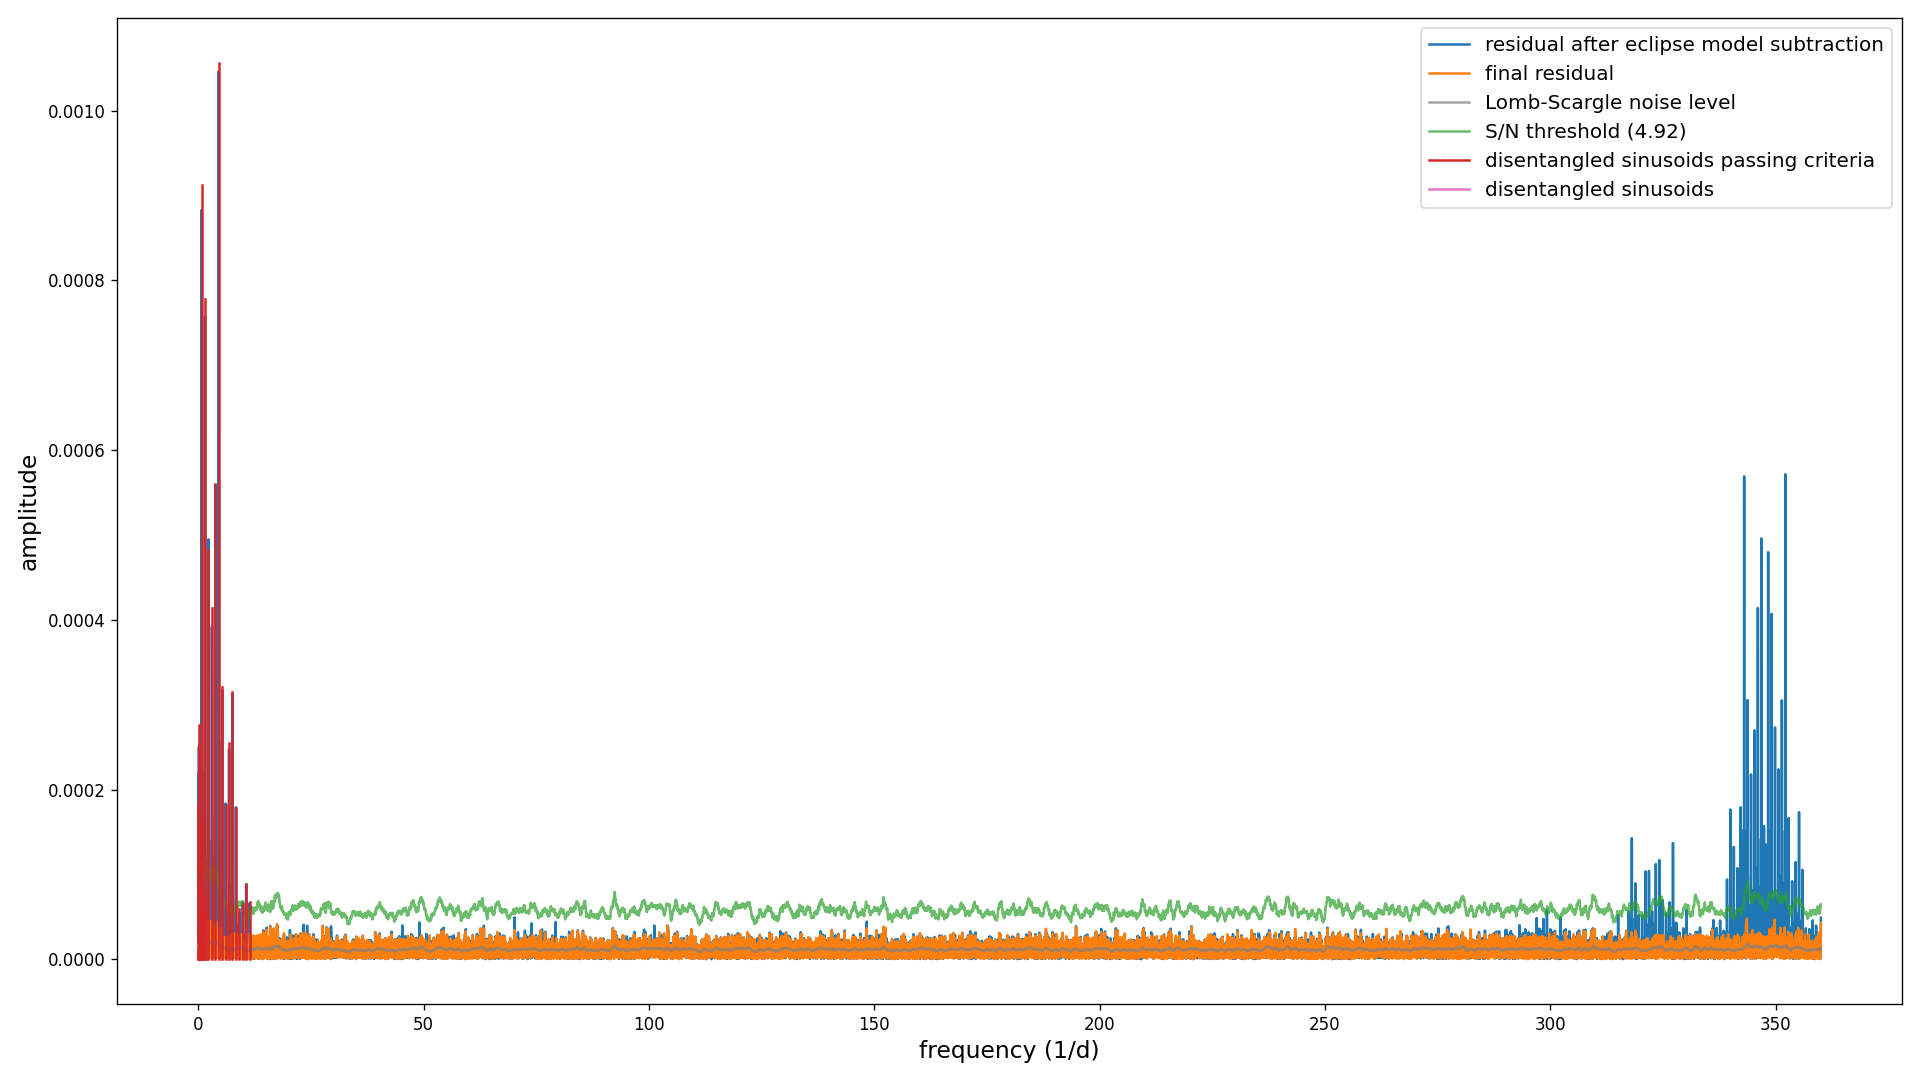 residual after eclipse model subtraction
final residual
Lomb-Scargle noise level
S/N threshold (4.92)
disentangled sinusoids passing criteria
disentangled sinusoids
0.0010
0.0008
0.0006
0.0004
0.0002
0.0000
amplitude
0 50 100 150 200 250 300 350
frequency (1/d)